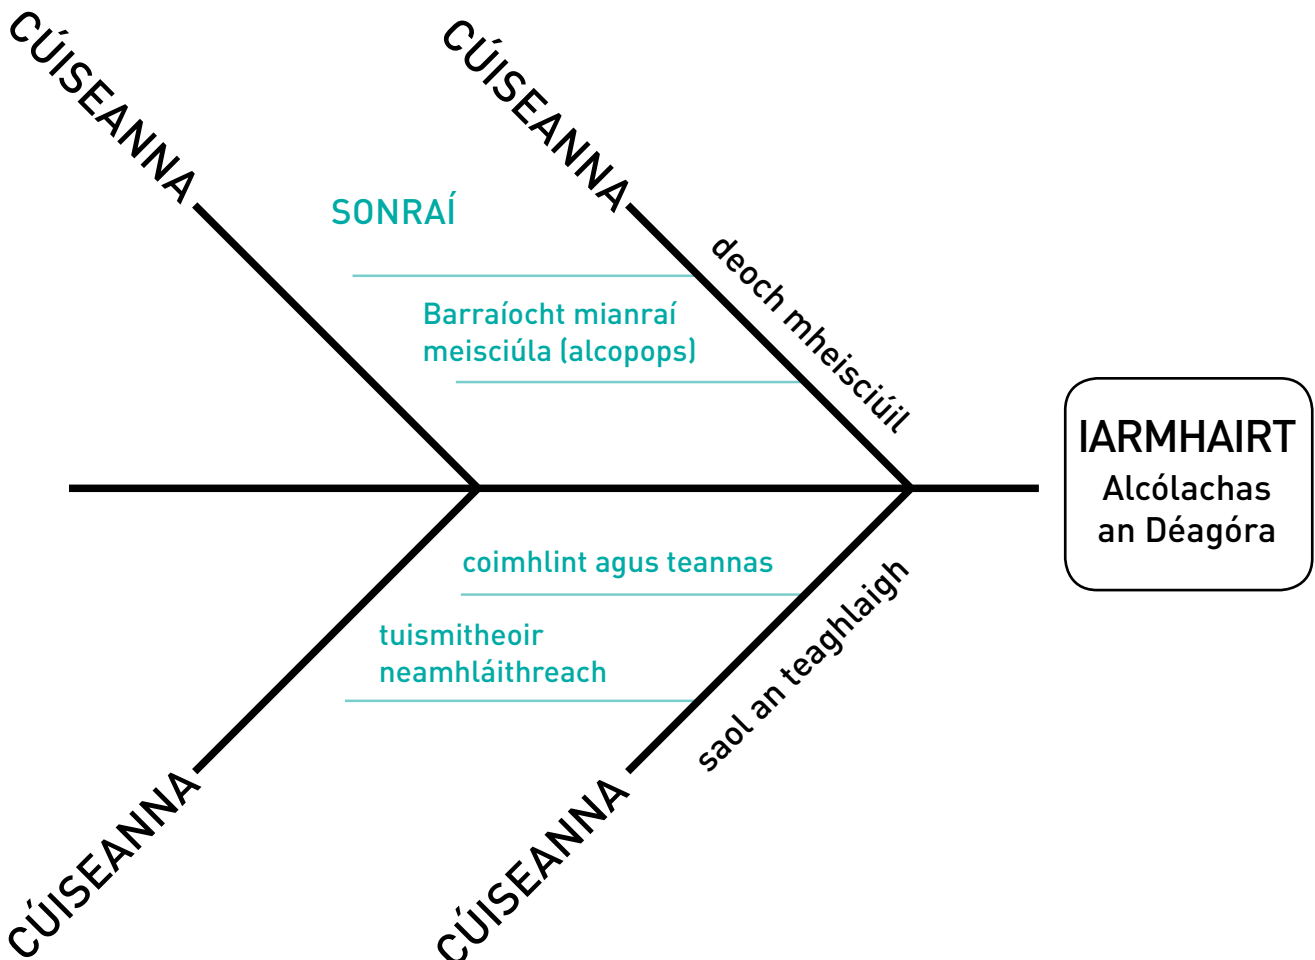 CÚISEANNA
CÚISEANNA
SONRAÍ
deoch mheisciúil
Barraíocht mianraí
meisciúla (alcopops)
IARMHAIRT
Alcólachas
an Déagóra
coimhlint agus teannas
tuismitheoir
neamhláithreach
saol an teaghlaigh
CÚISEANNA
CÚISEANNA